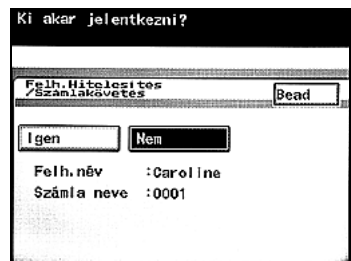 Ki akar jelentkezni?
Felh.Hitelesítés
/Számlakövetés
Bead
Igen
Nem
Felh.név :Caroline
Számla neve :0001